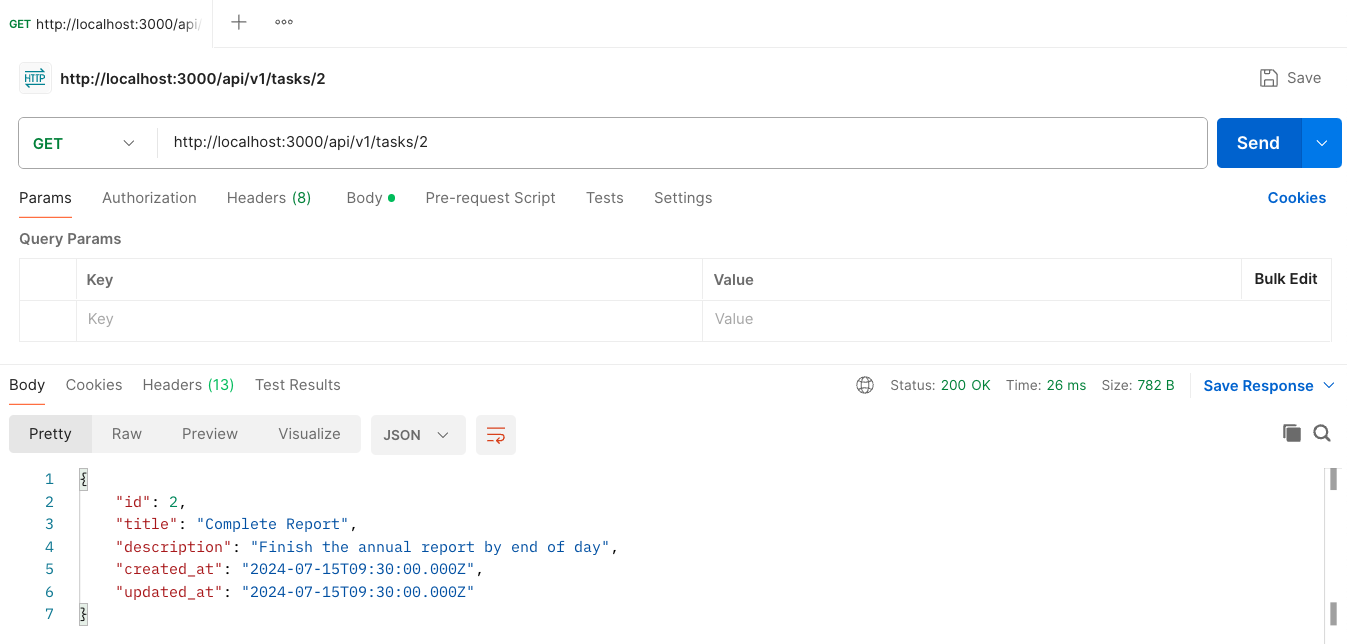 GET http://localhost:3000/api/
HTTP http://localhost:3000/api/v1/tasks/2 Save
GET http://localhost:3000/api/v1/tasks/2 Send
Params Authorization Headers (8) Body Pre-request Script Tests Settings Cookies
Query Params
Key Value Bulk Edit
Key Value
Body Cookies Headers (13) Test Results Status: 200 OK Time: 26 ms Size: 782 B Save Response
Pretty Raw Preview Visualize JSON
1 {
2 "id": 2,
3 "title": "Complete Report",
4 "description": "Finish the annual report by end of day",
5 "created_at": "2024-07-15T09:30:00.000Z",
6 "updated_at": "2024-07-15T09:30:00.000Z"
7 }